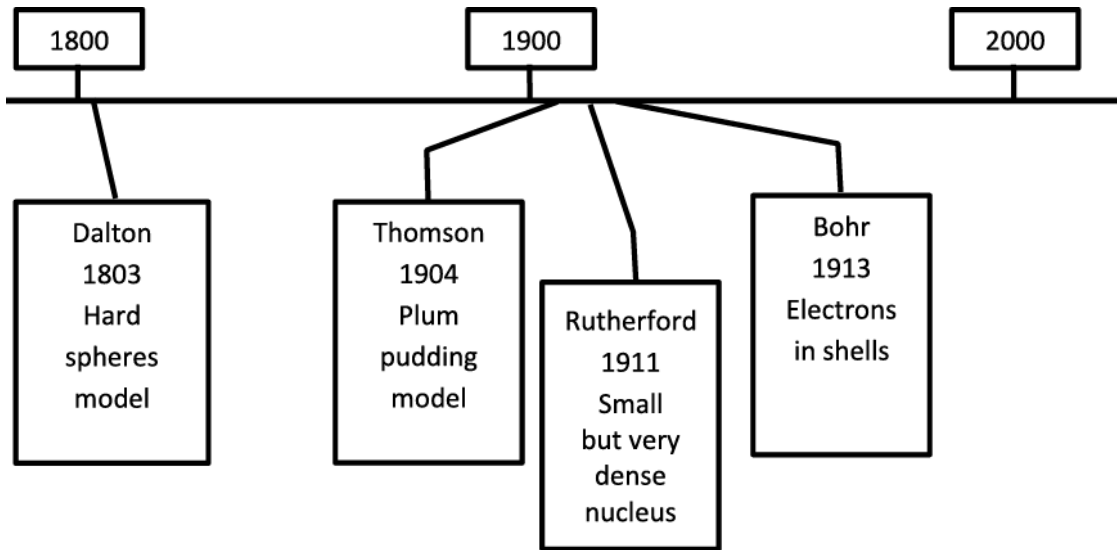 1800
1900
2000
Dalton
1803
Hard
spheres
model
Thomson
1904
Plum
pudding
model
Rutherford
1911
Small
but very
dense
nucleus
Bohr
1913
Electrons
in shells